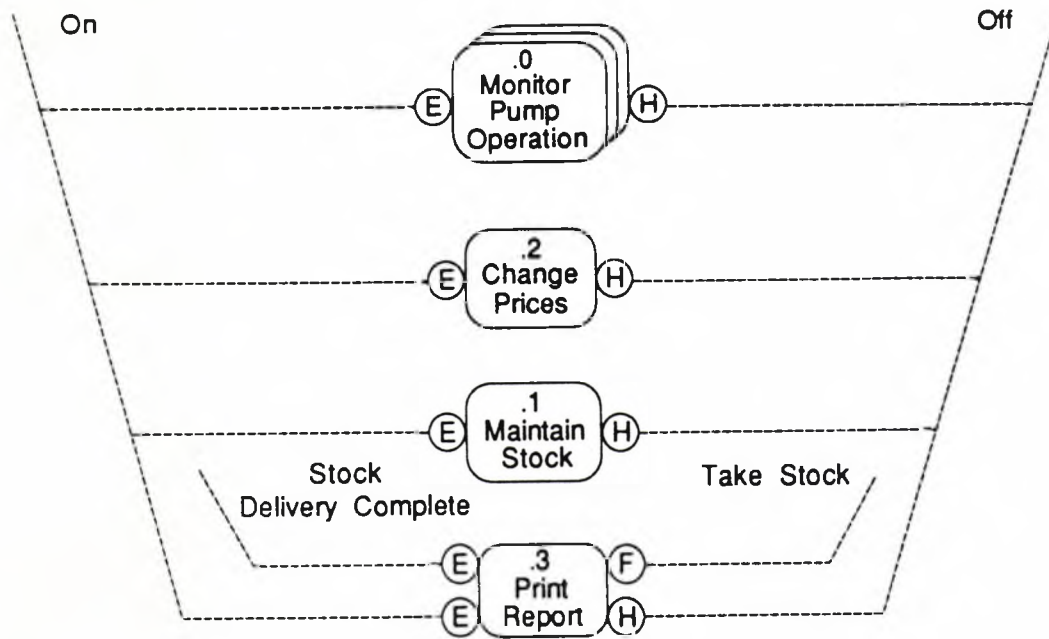 On
Off
.0
Monitor
Pump
Operation
E
H
.2
Change
Prices
E
H
.1
Maintain
Stock
E
H
Stock
Delivery Complete
Take Stock
.3
Print
Report
E
F
E
H